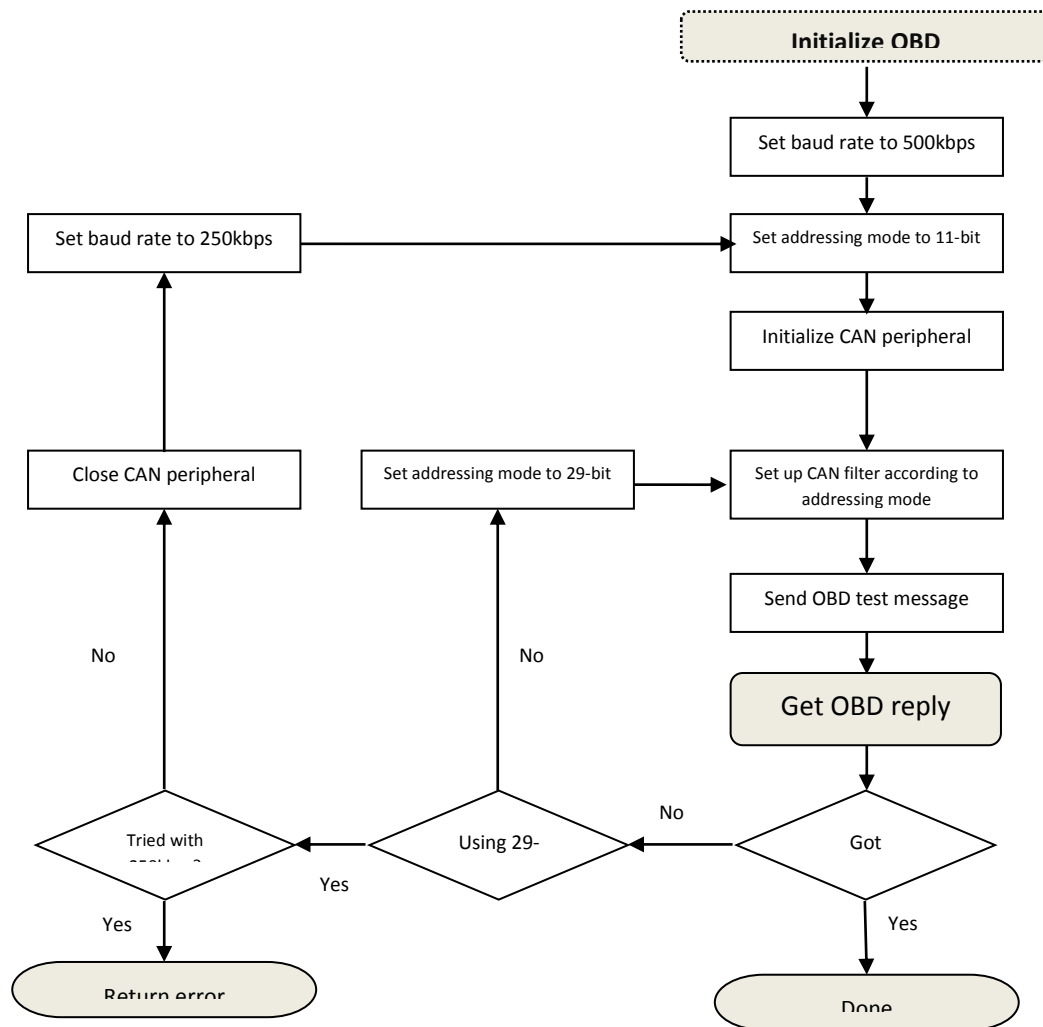 Initialize OBD
Set baud rate to 500kbps
Set baud rate to 250kbps
Set addressing mode to 11-bit
Initialize CAN peripheral
Close CAN peripheral
Set addressing mode to 29-bit
Set up CAN filter according to
addressing mode
Send OBD test message
No
No
Get OBD reply
No
Tried with
Using 29-
Got
Yes
Yes
Yes
Return error
Done